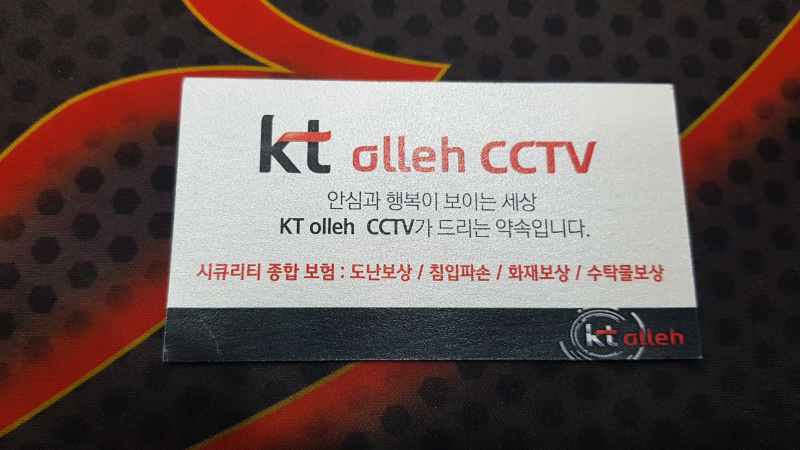 kt olleh CCTV
안심과 행복이 보이는 세상
KT olleh CCTV가 드리는 약속입니다.
시큐리티 종합 보험 : 도난보상 / 침입파손 / 화재보상 / 수탁물보상
kt olleh